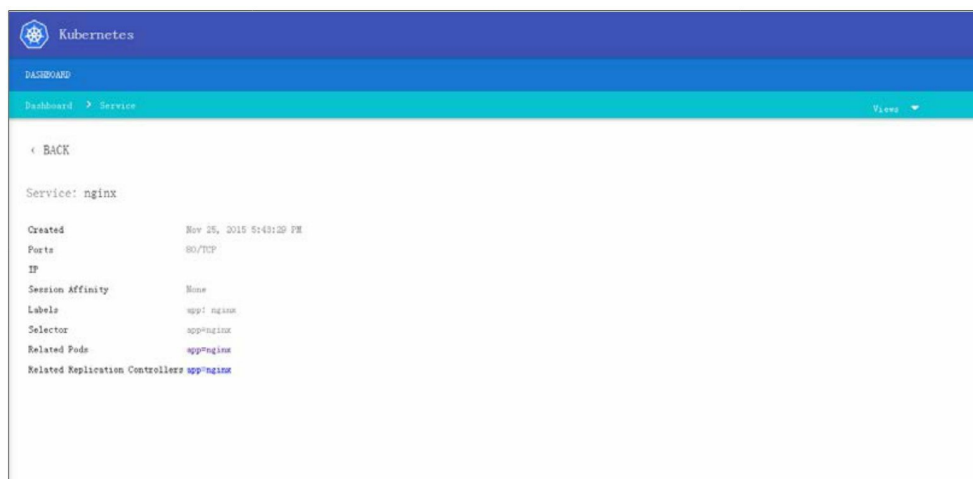 Kubernetes
DASHBOARD
Dashboard > Service
Views
< BACK
Service: nginx
Created Nov 25, 2015 5:43:29 PM
Ports 80/TCP
IP
Session Affinity None
Labels app: nginx
Selector app=nginx
Related Pods app=nginx
Related Replication Controllers app=nginx